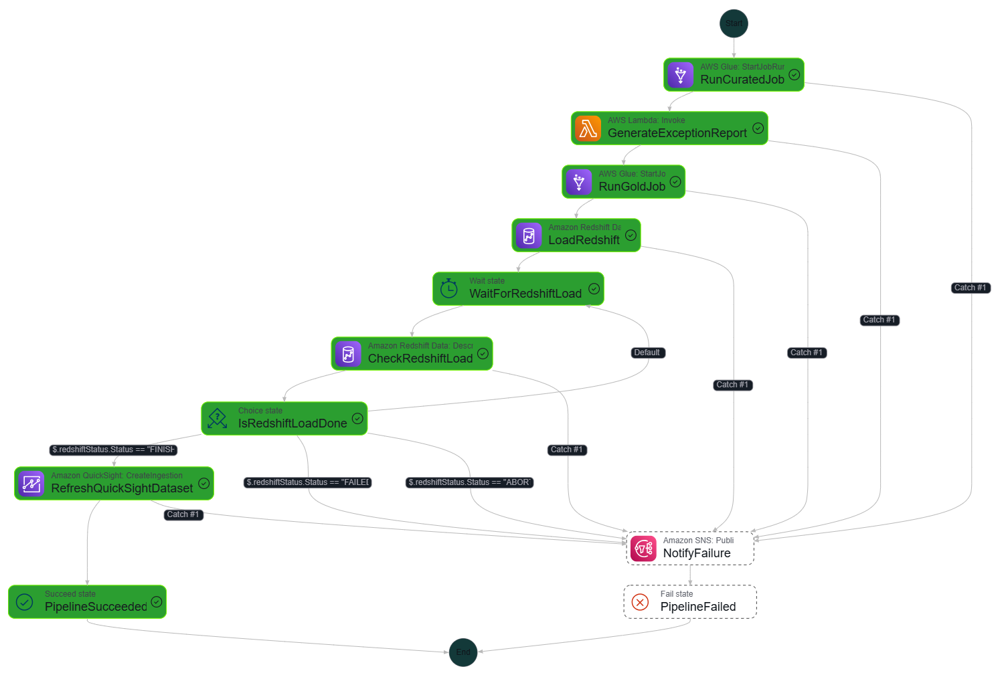 Start
AWS Glue: StartJobRun
RunCuratedJob
AWS Lambda: Invoke
GenerateExceptionReport
AWS Glue: StartJo
RunGoldJob
Amazon Redshift Da
LoadRedshift
Wait state
WaitForRedshiftLoad
Catch #1
Catch #1
Amazon Redshift Data: Descr
CheckRedshiftLoad
Default
Catch #1
Catch #1
Choice state
IsRedshiftLoadDone
$.redshiftStatus.Status == "FINISH
Catch #1
Amazon QuickSight: CreateIngestion
RefreshQuickSightDataset
$.redshiftStatus.Status == "FAILED
$.redshiftStatus.Status == "ABORT
Catch #1
Amazon SNS: Publi
NotifyFailure
Succeed state
PipelineSucceeded
Fail state
PipelineFailed
End